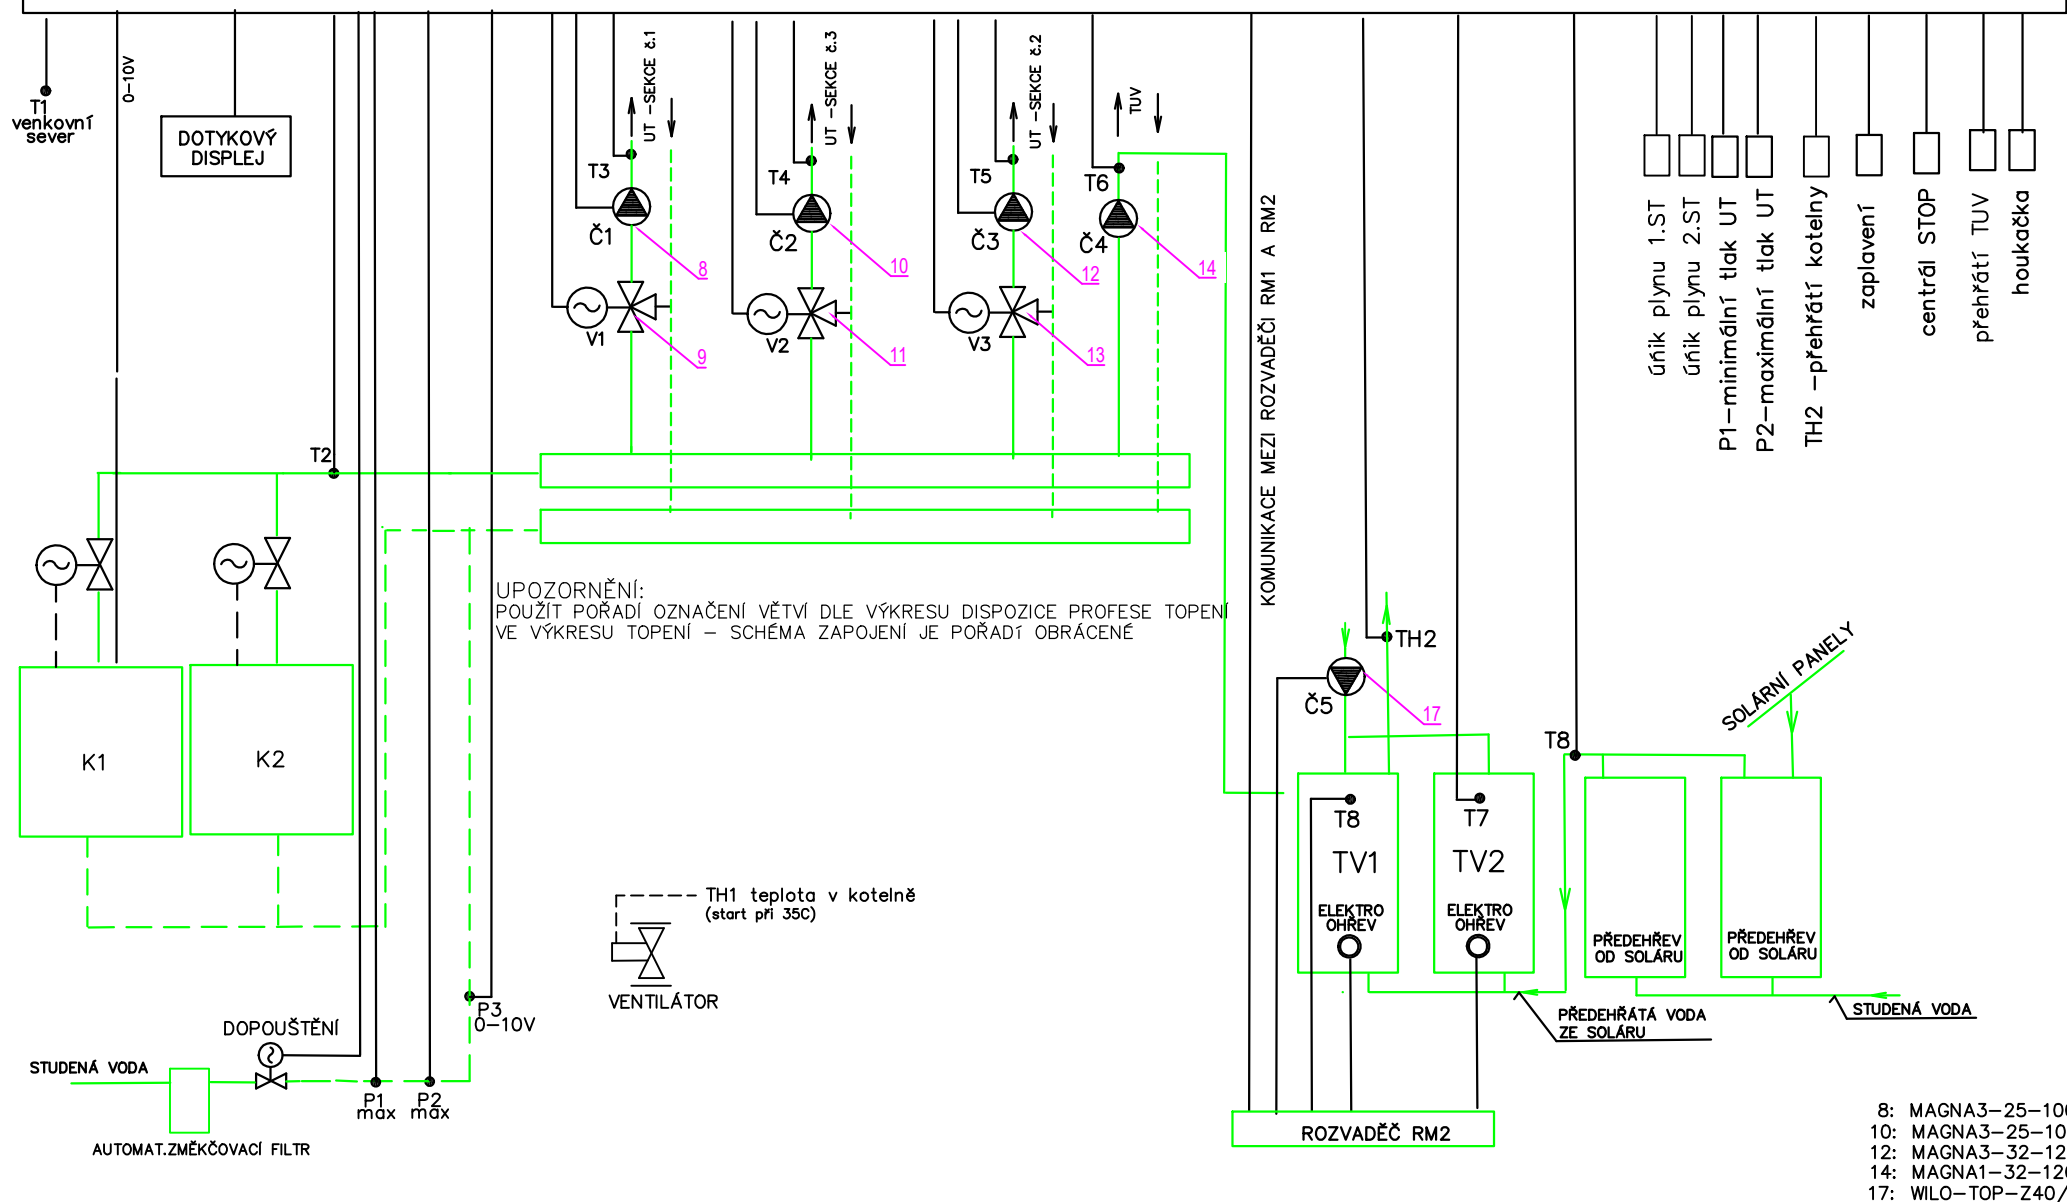 T1
venkovní
sever
0-10V
DOTYKOVÝ
DISPLEJ
UT -SEKCE č.1
UT -SEKCE č.3
UT -SEKCE č.2
TUV
T3
T4
T5
T6
Č1
Č2
Č3
Č4
8
10
12
14
V1
V2
V3
9
11
13
T2
KOMUNIKACE MEZI ROZVADĚČI RM1 A RM2
únik plynu 1.ST
únik plynu 2.ST
P1-minimální tlak UT
P2-maximální tlak UT
TH2 -přehřátí kotelny
zaplavení
centrál STOP
přehřátí TUV
houkačka
UPOZORNĚNÍ:
POUŽÍT POŘADÍ OZNAČENÍ VĚTVÍ DLE VÝKRESU DISPOZICE PROFESE TOPENÍ
VE VÝKRESU TOPENÍ - SCHÉMA ZAPOJENÍ JE POŘADí OBRÁCENÉ
K1
K2
TH2
Č5
17
SOLÁRNÍ PANELY
T8
T8
T7
TV1
TV2
ELEKTRO
OHŘEV
ELEKTRO
OHŘEV
PŘEDEHŘEV
OD SOLÁRU
PŘEDEHŘEV
OD SOLÁRU
TH1 teplota v kotelně
(start při 35C)
VENTILÁTOR
P3
0-10V
DOPOUŠTĚNÍ
STUDENÁ VODA
P1
max
P2
max
AUTOMAT.ZMĚKČOVACÍ FILTR
PŘEDEHŘÁTÁ VODA
ZE SOLÁRU
STUDENÁ VODA
ROZVADĚČ RM2
8: MAGNA3-25-100
10: MAGNA3-25-10
12: MAGNA3-32-12
14: MAGNA1-32-120
17: WILO-TOP-Z40/